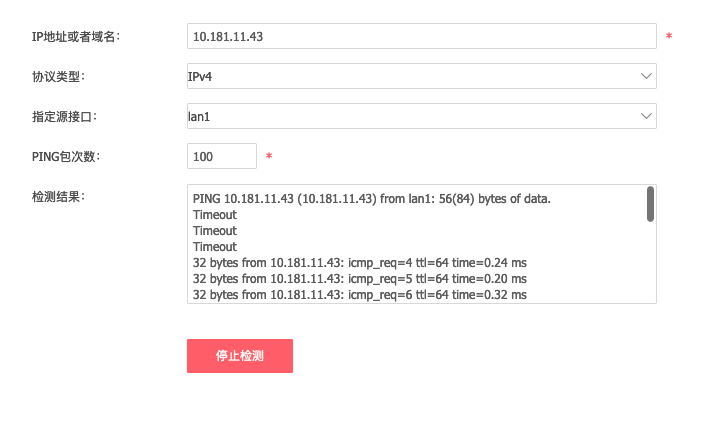 IP地址或者域名： 10.181.11.43 *
协议类型： IPv4
指定源接口： lan1
PING包次数： 100 *
检测结果： PING 10.181.11.43 (10.181.11.43) from lan1: 56(84) bytes of data.
Timeout
Timeout
Timeout
32 bytes from 10.181.11.43: icmp_req=4 ttl=64 time=0.24 ms
32 bytes from 10.181.11.43: icmp_req=5 ttl=64 time=0.20 ms
32 bytes from 10.181.11.43: icmp_req=6 ttl=64 time=0.32 ms
停止检测